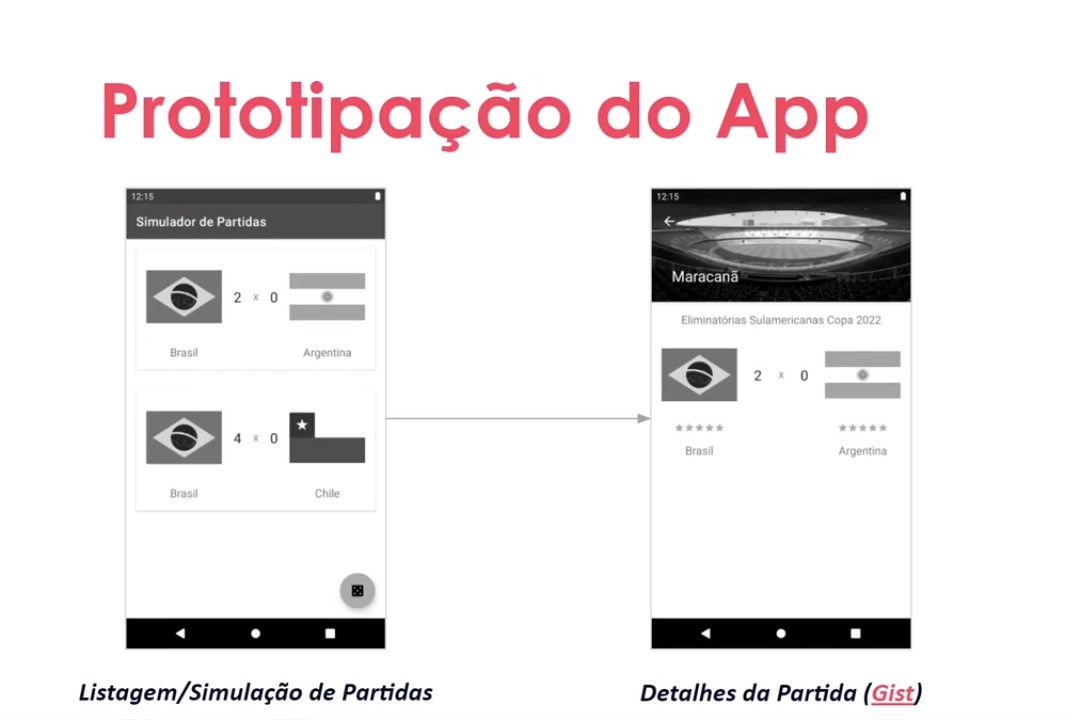 Prototipação do App
12:15
Simulador de Partidas
2 x 0
Brasil
Argentina
4 x 0
Brasil
Chile
Listagem/Simulação de Partidas
12:15
Maracanã
Eliminatórias Sulamericanas Copa 2022
2 x 0
Brasil
Argentina
Detalhes da Partida (Gist)